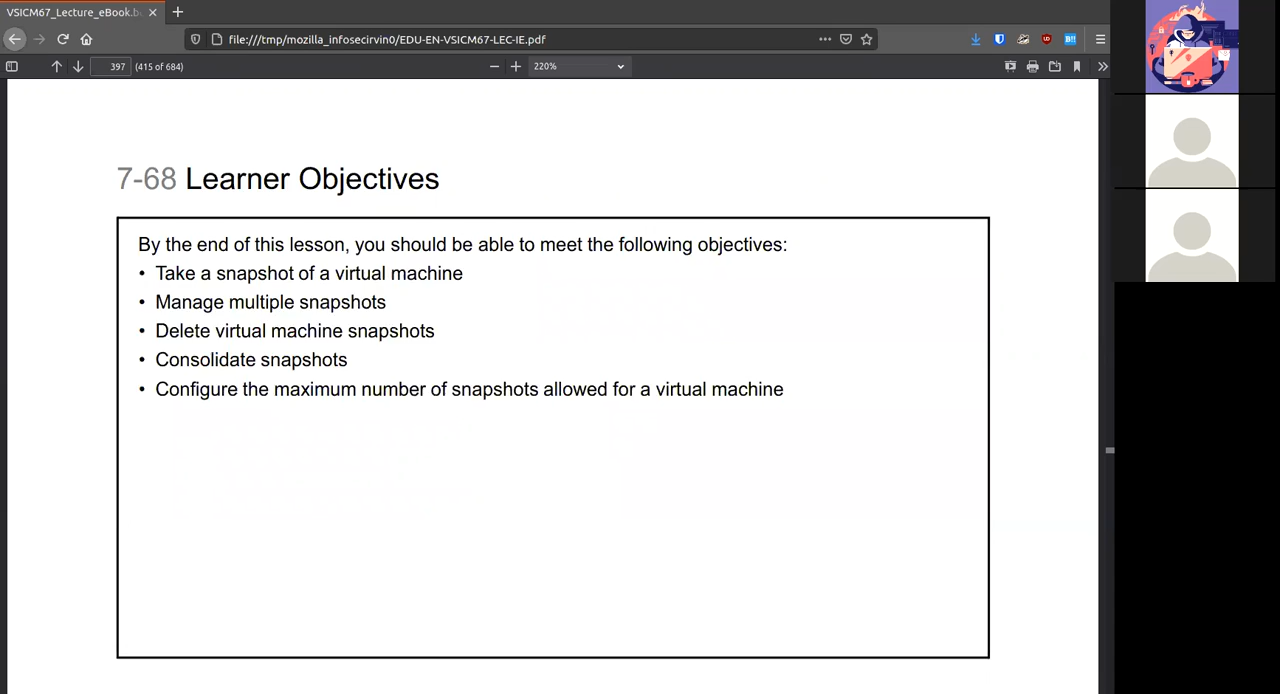 VSICM67_Lecture_eBook.b
file:///tmp/mozilla_infosecirvin0/EDU-EN-VSICM67-LEC-IE.pdf
397 (415 of 684)
220%
7-68 Learner Objectives
By the end of this lesson, you should be able to meet the following objectives:
• Take a snapshot of a virtual machine
• Manage multiple snapshots
• Delete virtual machine snapshots
• Consolidate snapshots
• Configure the maximum number of snapshots allowed for a virtual machine